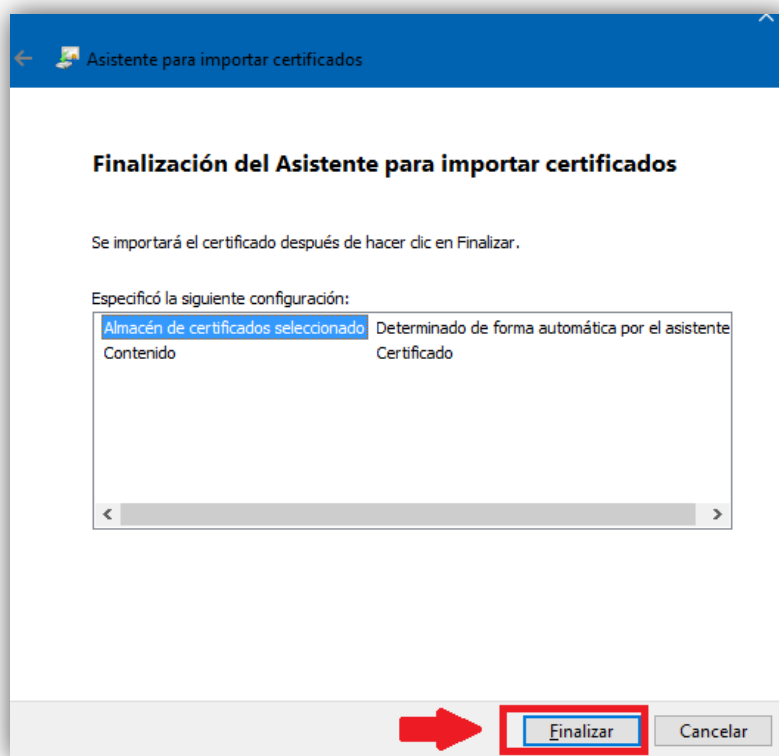 Asistente para importar certificados
Finalización del Asistente para importar certificados
Se importará el certificado después de hacer clic en Finalizar.
Especificó la siguiente configuración:
Almacén de certificados seleccionado Determinado de forma automática por el asistente
Contenido Certificado
Finalizar Cancelar